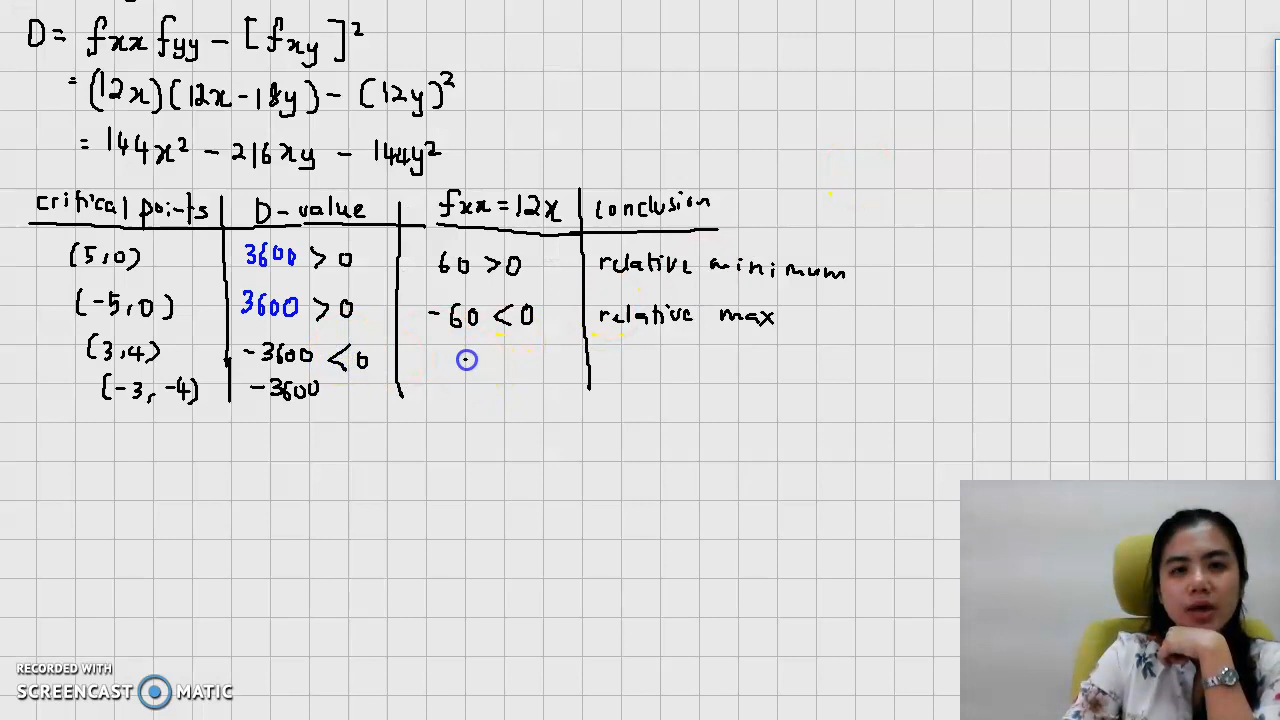 D = fxx fyy - [fxy]²
= (12x)(12x-18y) - (12y)²
= 144x² - 216xy - 144y²
critical points D-value fxx = 12x conclusion
(5,0) 3600 > 0 60 > 0 relative minimum
(-5,0) 3600 > 0 -60 < 0 relative max
(3,4) -3600 < 0
(-3,-4) -3600
RECORDED WITH
SCREENCAST MATIC